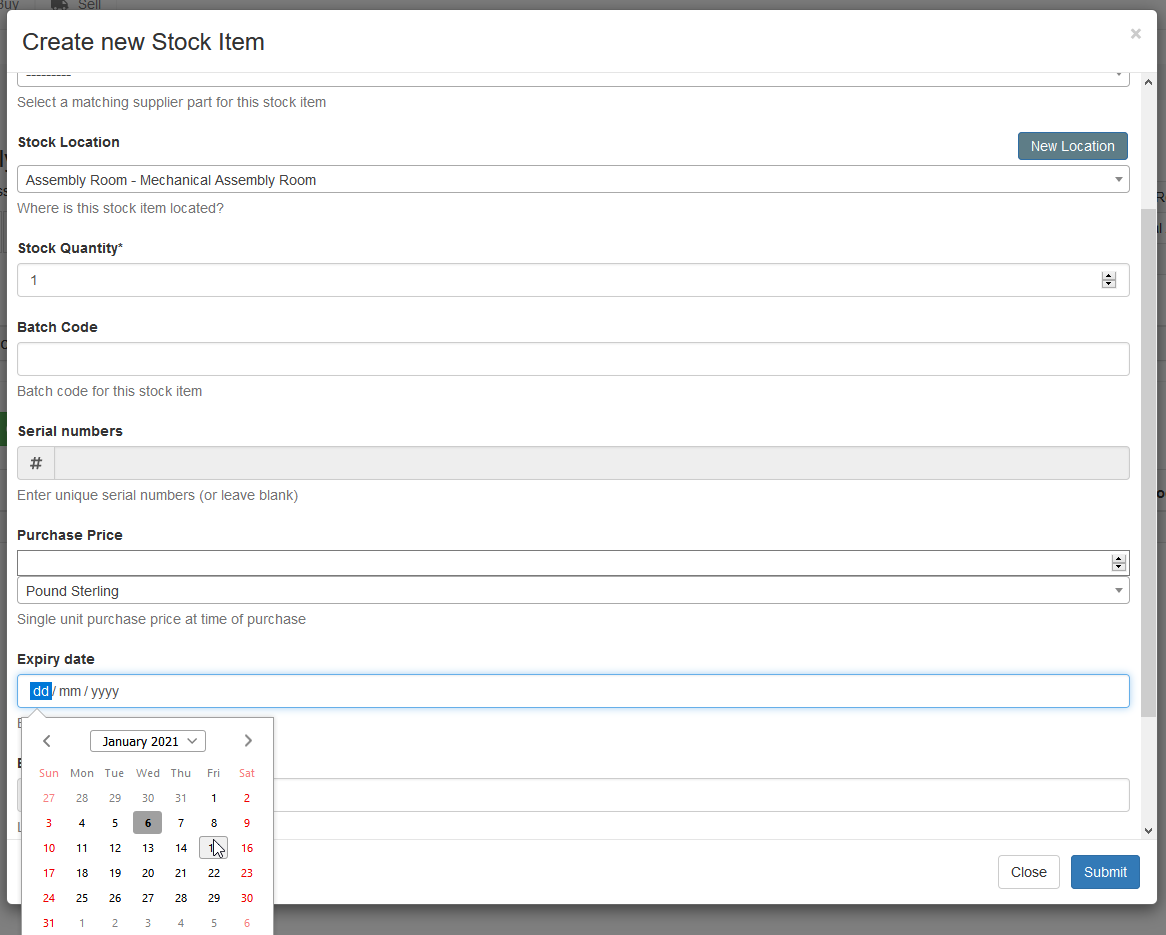 Buy Sell
Create new Stock Item ×
---------
Select a matching supplier part for this stock item
Stock Location
New Location
Assembly Room - Mechanical Assembly Room
Where is this stock item located?
Stock Quantity*
1
Batch Code
Batch code for this stock item
Serial numbers
#
Enter unique serial numbers (or leave blank)
Purchase Price
Pound Sterling
Single unit purchase price at time of purchase
Expiry date
dd / mm / yyyy
January 2021
Sun Mon Tue Wed Thu Fri Sat
27 28 29 30 31 1 2
3 4 5 6 7 8 9
10 11 12 13 14 16
17 18 19 20 21 22 23
24 25 26 27 28 29 30
31 1 2 3 4 5 6
Close Submit